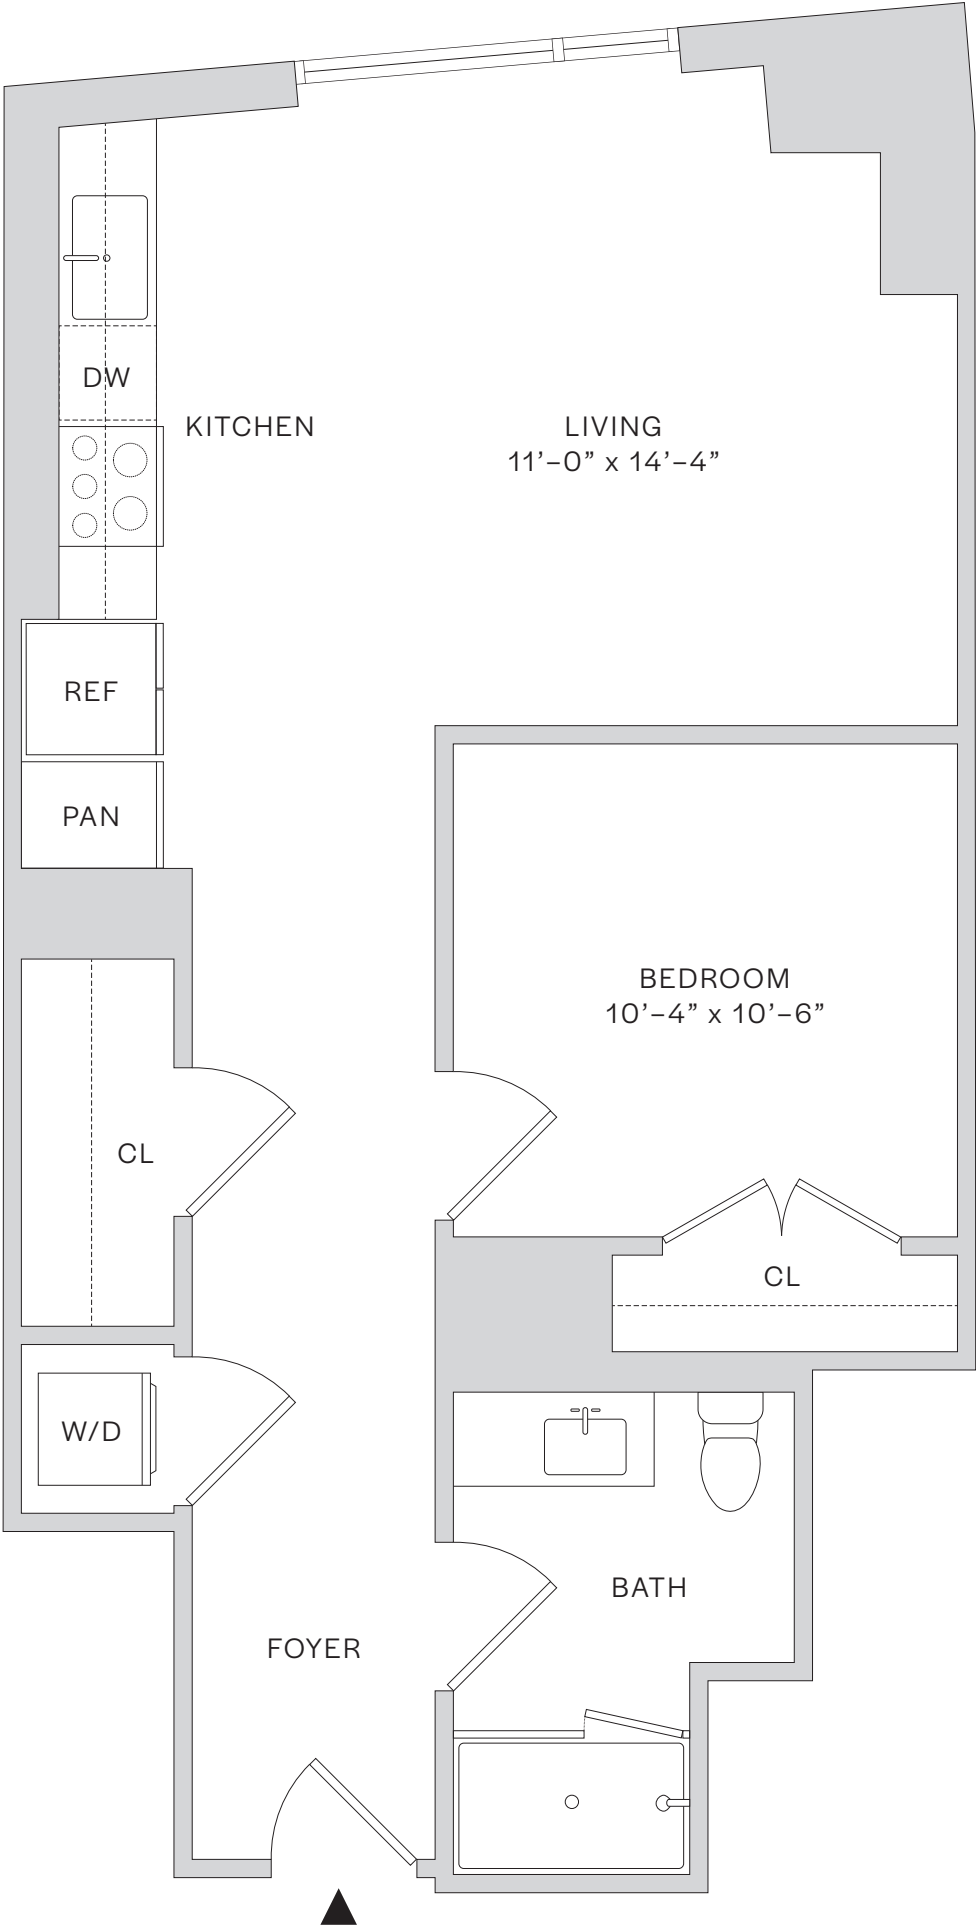 DW
KITCHEN
LIVING
11’–0” x 14’–4”
REF
PAN
BEDROOM
10’–4” x 10’–6”
CL
CL
W/D
BATH
FOYER